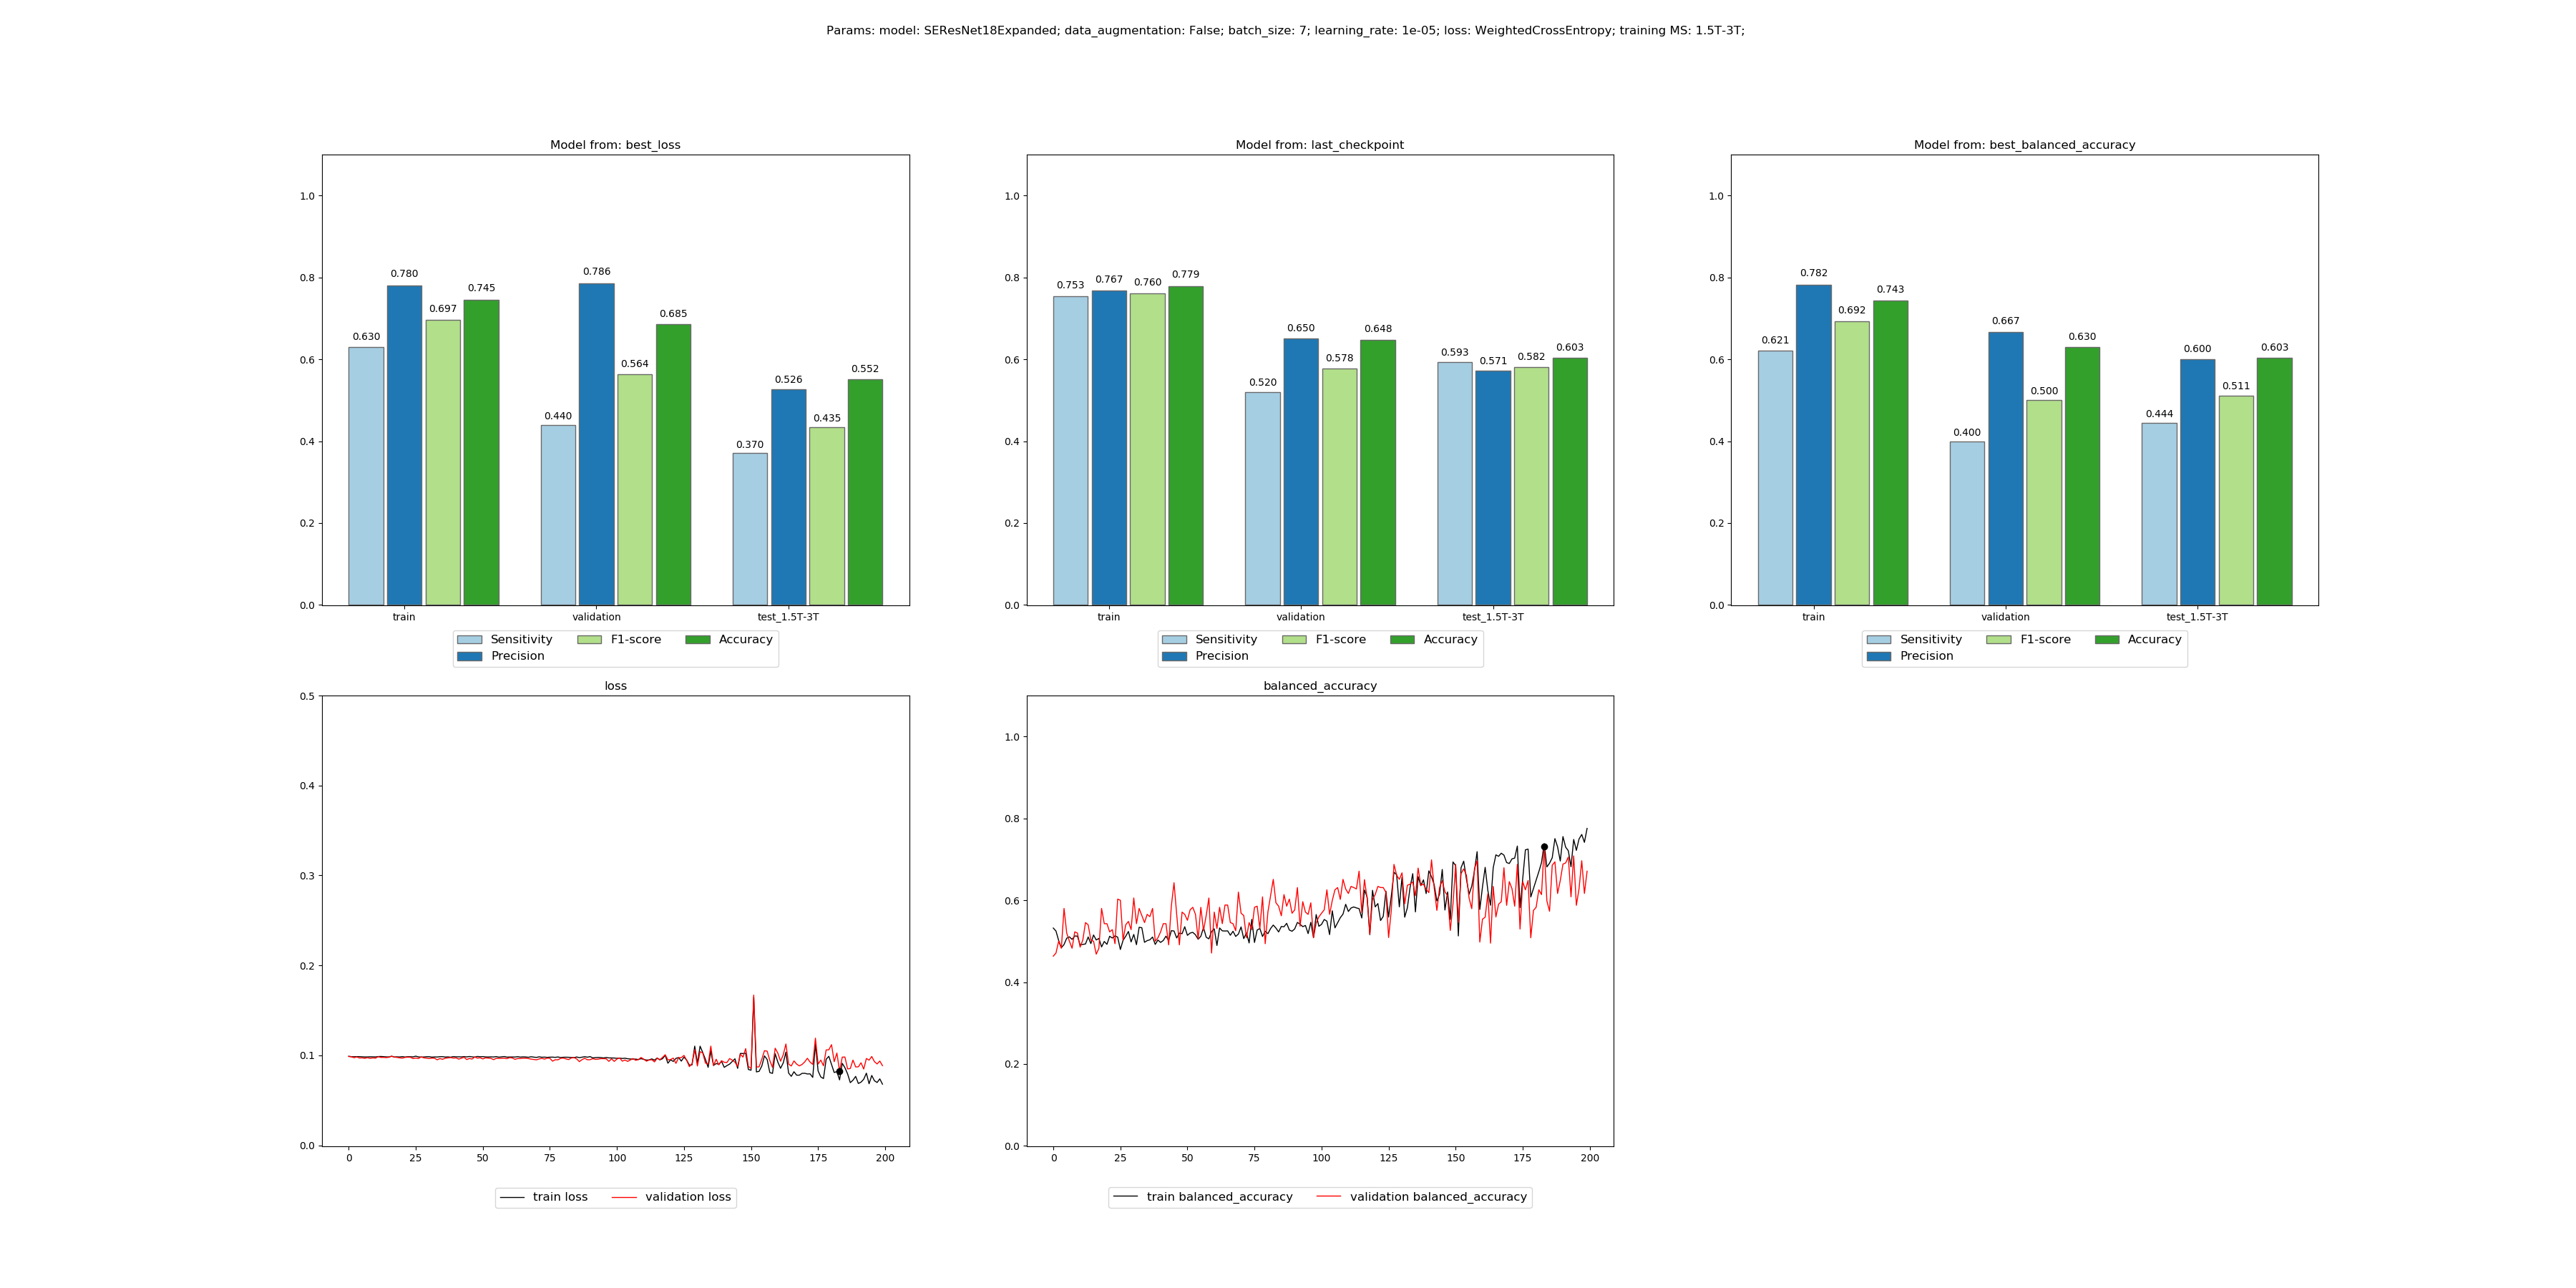 Params: model: SEResNet18Expanded; data_augmentation: False; batch_size: 7; learning_rate: 1e-05; loss: WeightedCrossEntropy; training MS: 1.5T-3T;
Model from: best_loss
1.0
0.8
0.6
0.4
0.2
0.0
0.630
0.780
0.697
0.745
0.440
0.786
0.564
0.685
0.370
0.526
0.435
0.552
train
validation
test_1.5T-3T
Sensitivity
F1-score
Accuracy
Precision
Model from: last_checkpoint
1.0
0.8
0.6
0.4
0.2
0.0
0.753
0.767
0.760
0.779
0.520
0.650
0.578
0.648
0.593
0.571
0.582
0.603
train
validation
test_1.5T-3T
Sensitivity
F1-score
Accuracy
Precision
Model from: best_balanced_accuracy
1.0
0.8
0.6
0.4
0.2
0.0
0.621
0.782
0.692
0.743
0.400
0.667
0.500
0.630
0.444
0.600
0.511
0.603
train
validation
test_1.5T-3T
Sensitivity
F1-score
Accuracy
Precision
loss
0.5
0.4
0.3
0.2
0.1
0.0
0
25
50
75
100
125
150
175
200
train loss
validation loss
balanced_accuracy
1.0
0.8
0.6
0.4
0.2
0.0
0
25
50
75
100
125
150
175
200
train balanced_accuracy
validation balanced_accuracy